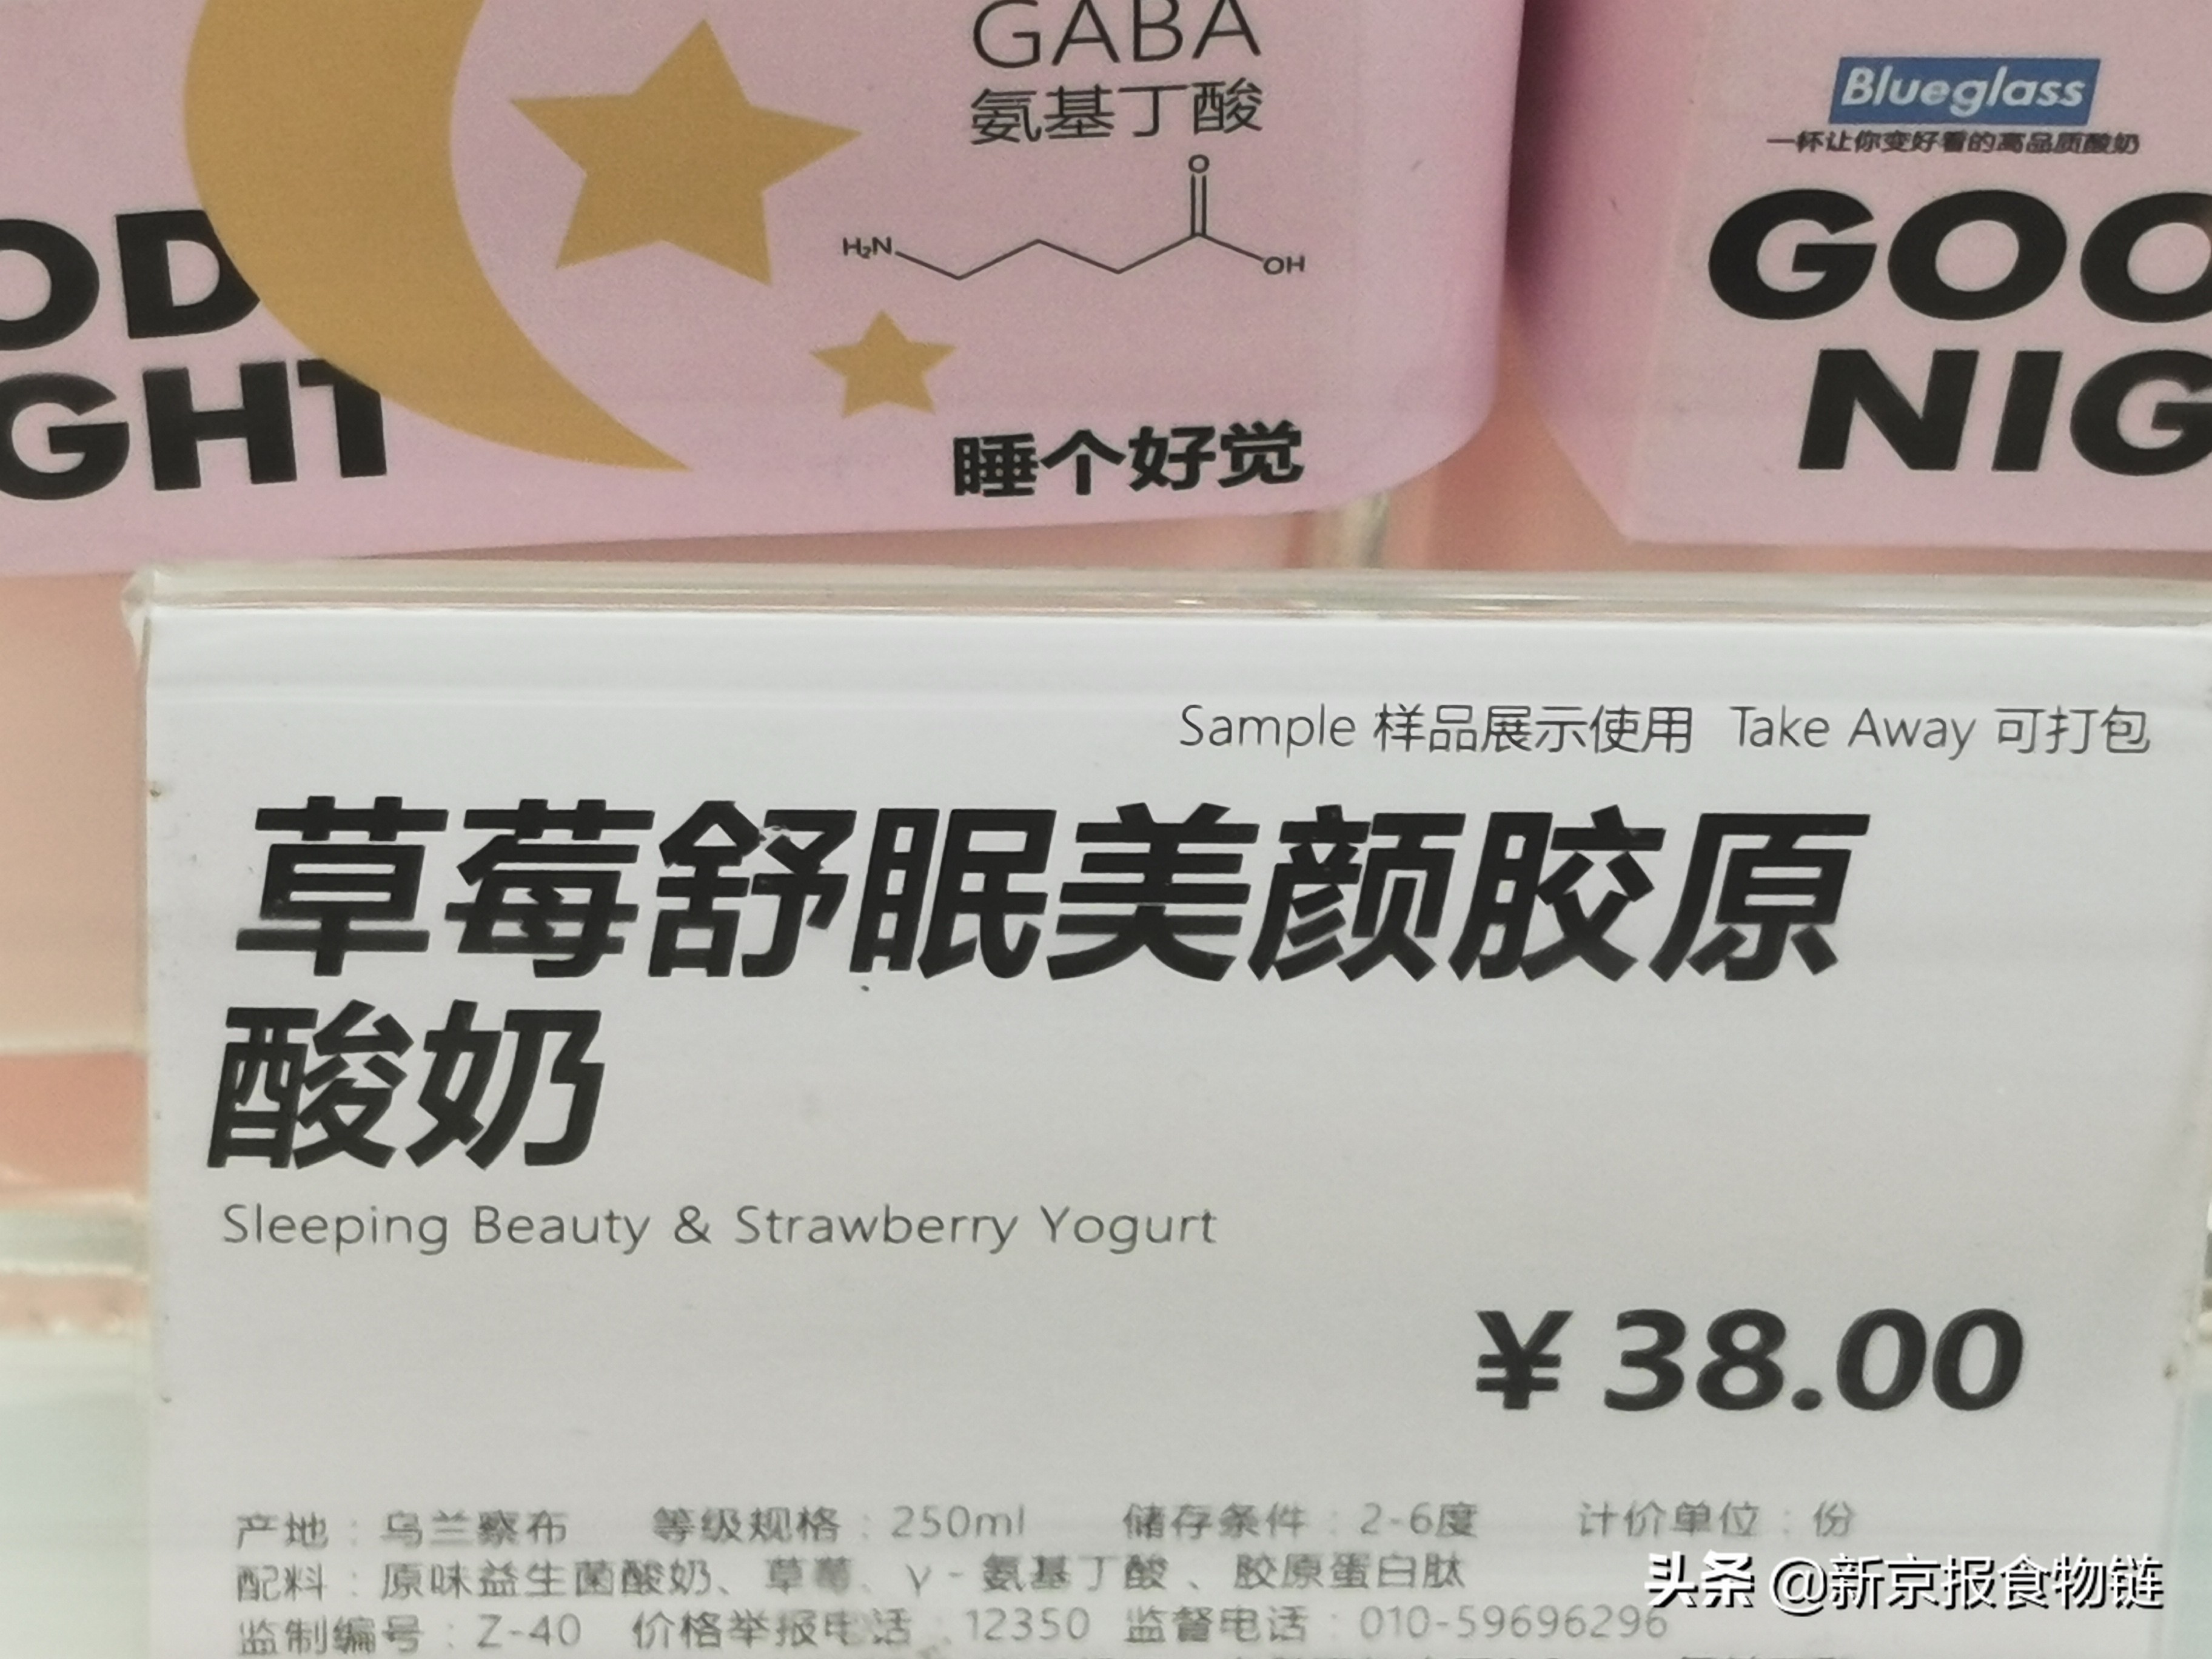 GABA
氨基丁酸
H₂N
O
OH
OD
GHT
睡个好觉
Blueglass
一杯让你变好看的高品质酸奶
GOO
NIG
Sample 样品展示使用 Take Away 可打包
草莓舒眠美颜胶原
酸奶
Sleeping Beauty & Strawberry Yogurt
¥ 38.00
产地：乌兰察布 等级规格：250ml 储存条件：2-6度 计价单位：份
配料：原味益生菌酸奶、草莓、γ-氨基丁酸、胶原蛋白肽
监制编号：Z-40 价格举报电话：12350 监督电话：010-59696296
头条 @新京报食物链